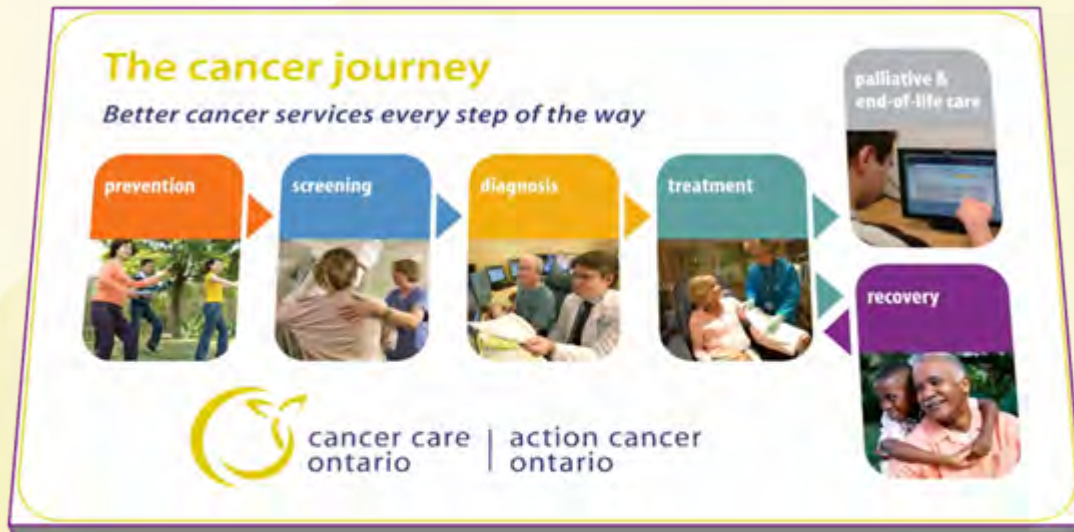 The cancer journey
Better cancer services every step of the way
prevention
screening
diagnosis
treatment
palliative &
end-of-life care
recovery
cancer care
ontario
action cancer
ontario